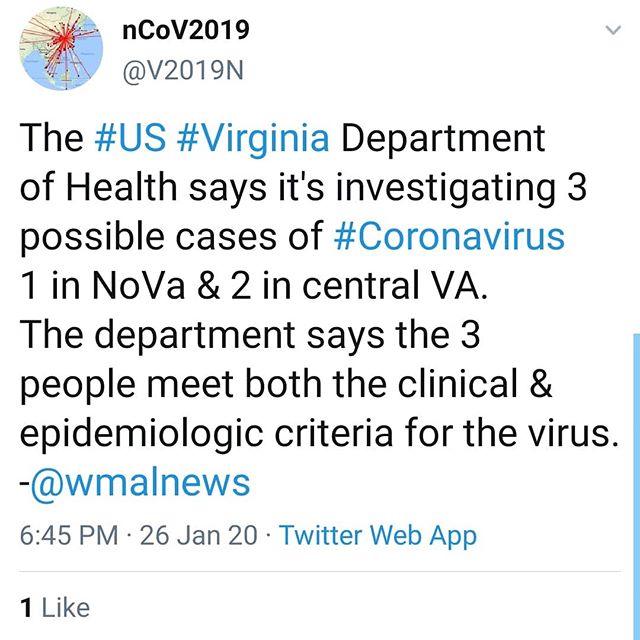 nCoV2019
@V2019N
The #US #Virginia Department
of Health says it's investigating 3
possible cases of #Coronavirus
1 in NoVa & 2 in central VA.
The department says the 3
people meet both the clinical &
epidemiologic criteria for the virus.
-@wmalnews
6:45 PM · 26 Jan 20 · Twitter Web App
1 Like